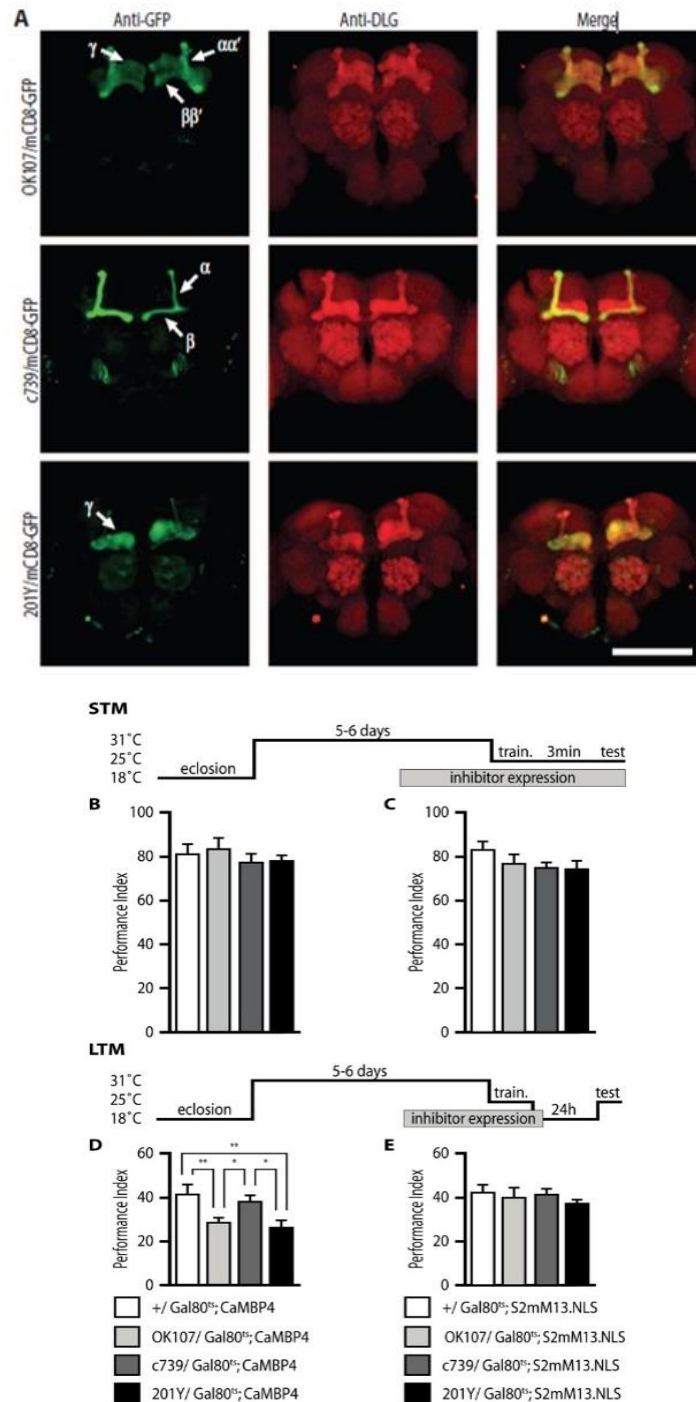 A Anti-GFP Anti-DLG Merge
OK107/mCD8-GFP
γ
αα′
ββ′
c739/mCD8-GFP
α
β
201Y/mCD8-GFP
γ
STM
31°C
25°C
18°C
eclosion
5-6 days
train. 3min test
inhibitor expression
B
Performance Index
100
80
60
40
20
0
C
Performance Index
100
80
60
40
20
0
LTM
31°C
25°C
18°C
eclosion
5-6 days
train. 24h test
inhibitor expression
D
Performance Index
60
40
20
0
**
** * *
E
Performance Index
60
40
20
0
+/ Gal80ts; CaMBP4
OK107/ Gal80ts; CaMBP4
c739/ Gal80ts; CaMBP4
201Y/ Gal80ts; CaMBP4
+/ Gal80ts; S2mM13.NLS
OK107/ Gal80ts; S2mM13.NLS
c739/ Gal80ts; S2mM13.NLS
201Y/ Gal80ts; S2mM13.NLS